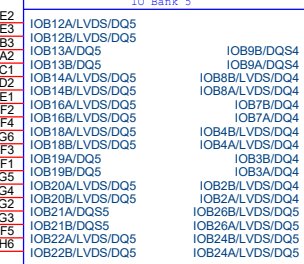 IO Bank 5
E2 IOB12A/LVDS/DQ5
E3 IOB12B/LVDS/DQ5
B3 IOB13A/DQ5 IOB9B/DQS4
A2 IOB13B/DQ5 IOB9A/DQS4
C1 IOB14A/LVDS/DQ5 IOB8B/LVDS/DQ4
D2 IOB14B/LVDS/DQ5 IOB8A/LVDS/DQ4
E1 IOB16A/LVDS/DQ5 IOB7B/DQ4
F2 IOB16B/LVDS/DQ5 IOB7A/DQ4
F4 IOB18A/LVDS/DQ5 IOB4B/LVDS/DQ4
G6 IOB18B/LVDS/DQ5 IOB4A/LVDS/DQ4
F3 IOB19A/DQ5 IOB3B/DQ4
F1 IOB19B/DQ5 IOB3A/DQ4
G5 IOB20A/LVDS/DQ5 IOB2B/LVDS/DQ4
G4 IOB20B/LVDS/DQ5 IOB2A/LVDS/DQ4
G2 IOB21A/DQS5 IOB26B/LVDS/DQ5
G3 IOB21B/DQS5 IOB26A/LVDS/DQ5
F5 IOB22A/LVDS/DQ5 IOB24B/LVDS/DQ5
H6 IOB22B/LVDS/DQ5 IOB24A/LVDS/DQ5